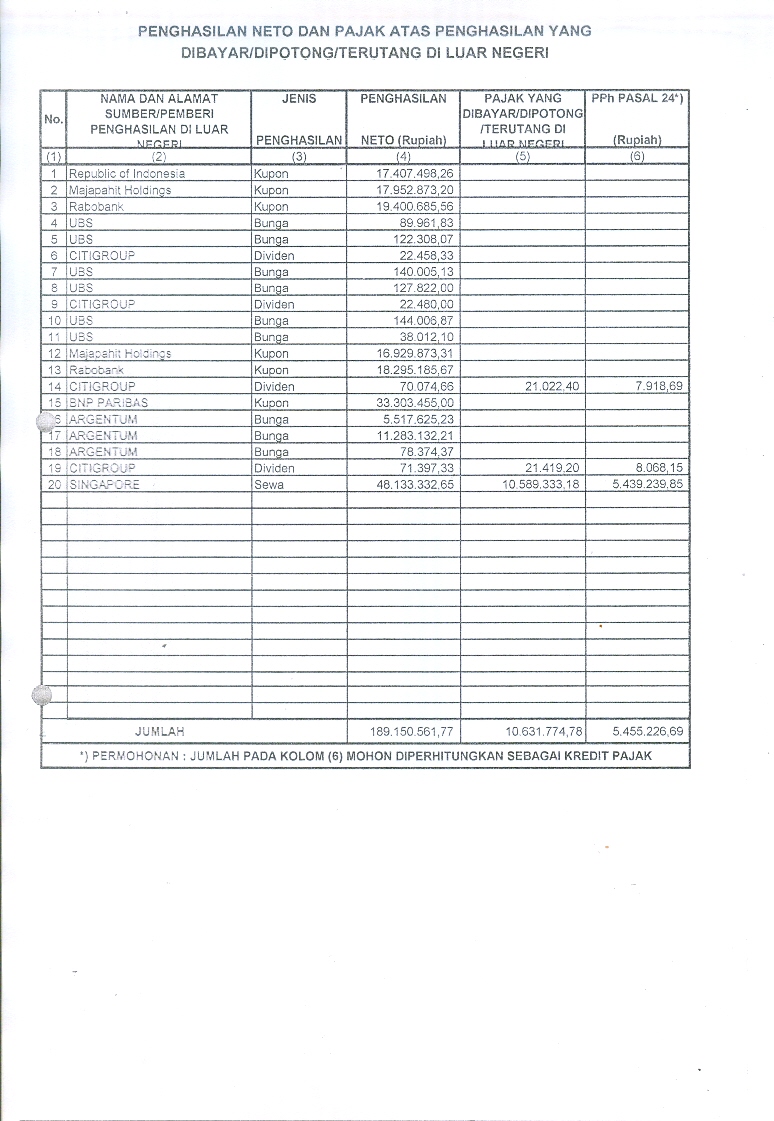 PENGHASILAN NETO DAN PAJAK ATAS PENGHASILAN YANG
DIBAYAR/DIPOTONG/TERUTANG DI LUAR NEGERI
No. NAMA DAN ALAMAT SUMBER/PEMBERI PENGHASILAN DI LUAR NEGERI JENIS PENGHASILAN PENGHASILAN NETO (Rupiah) PAJAK YANG DIBAYAR/DIPOTONG /TERUTANG DI LUAR NEGERI PPh PASAL 24*) (Rupiah)
(1) (2) (3) (4) (5) (6)
1 Republic of Indonesia Kupon 17.407.498,26
2 Majapahit Holdings Kupon 17.952.873,20
3 Rabobank Kupon 19.400.685,56
4 UBS Bunga 89.961,83
5 UBS Bunga 122.308,07
6 CITIGROUP Dividen 22.458,33
7 UBS Bunga 140.005,13
8 UBS Bunga 127.822,00
9 CITIGROUP Dividen 22.480,00
10 UBS Bunga 144.006,87
11 UBS Bunga 38.012,10
12 Majapahit Holdings Kupon 16.929.873,31
13 Rabobank Kupon 18.295.185,67
14 CITIGROUP Dividen 70.074,66 21.022,40 7.918,69
15 BNP PARIBAS Kupon 33.303.455,00
6 ARGENTUM Bunga 5.517.625,23
17 ARGENTUM Bunga 11.283.132,21
18 ARGENTUM Bunga 78.374,37
19 CITIGROUP Dividen 71.397,33 21.419,20 8.068,15
20 SINGAPORE Sewa 48.133.332,65 10.589.333,18 5.439.239,85
JUMLAH 189.150.561,77 10.631.774,78 5.455.226,69
*) PERMOHONAN : JUMLAH PADA KOLOM (6) MOHON DIPERHITUNGKAN SEBAGAI KREDIT PAJAK